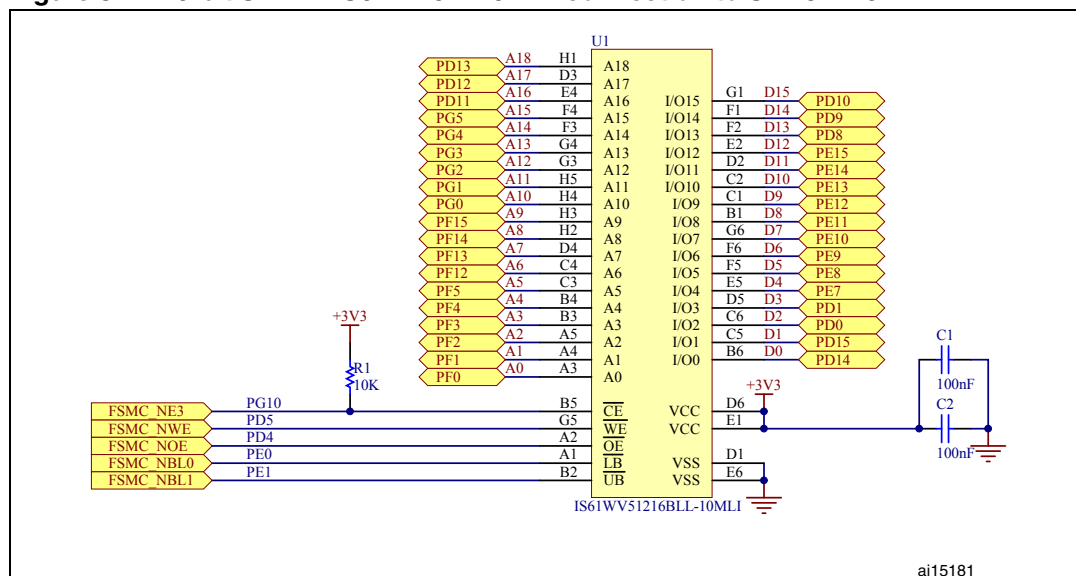 U1
PD13 A18 H1 A18
PD12 A17 D3 A17
PD11 A16 E4 A16 I/O15 G1 D15 PD10
PG5 A15 F4 A15 I/O14 F1 D14 PD9
PG4 A14 F3 A14 I/O13 F2 D13 PD8
PG3 A13 G4 A13 I/O12 E2 D12 PE15
PG2 A12 G3 A12 I/O11 D2 D11 PE14
PG1 A11 H5 A11 I/O10 C2 D10 PE13
PG0 A10 H4 A10 I/O9 C1 D9 PE12
PF15 A9 H3 A9 I/O8 B1 D8 PE11
PF14 A8 H2 A8 I/O7 G6 D7 PE10
PF13 A7 D4 A7 I/O6 F6 D6 PE9
PF12 A6 C4 A6 I/O5 F5 D5 PE8
PF5 A5 C3 A5 I/O4 E5 D4 PE7
PF4 A4 B4 A4 I/O3 D5 D3 PD1
PF3 A3 B3 A3 I/O2 C6 D2 PD0
PF2 A2 A5 A2 I/O1 C5 D1 PD15
PF1 A1 A4 A1 I/O0 B6 D0 PD14
PF0 A0 A3 A0
+3V3
R1
10K
+3V3
C1
100nF
C2
100nF
FSMC_NE3 PG10 B5 CE VCC D6
FSMC_NWE PD5 G5 WE VCC E1
FSMC_NOE PD4 A2 OE
FSMC_NBL0 PE0 A1 LB VSS D1
FSMC_NBL1 PE1 B2 UB VSS E6
IS61WV51216BLL-10MLI
ai15181